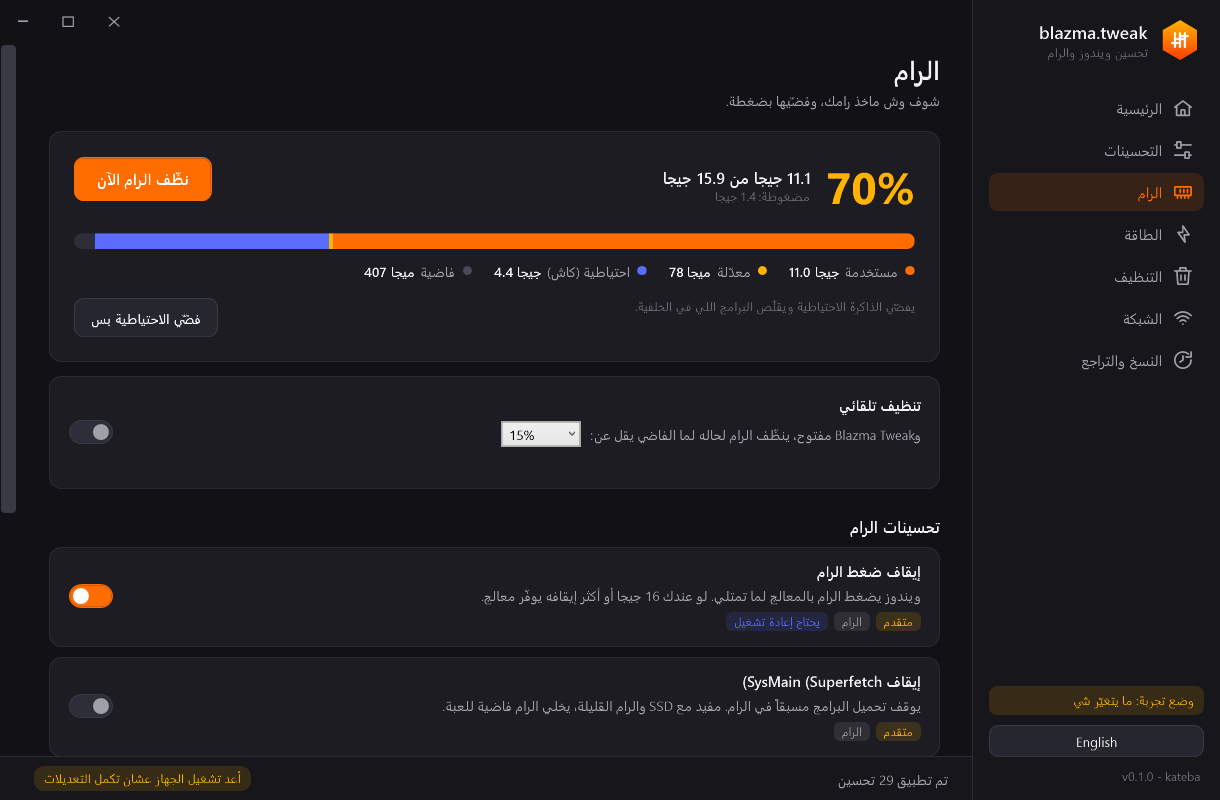 blazma.tweak
تحسين ويندوز والرام
الرئيسية
التحسينات
الرام
الطاقة
التنظيف
الشبكة
النسخ والتراجع
وضع تجربة: ما يتغيّر شي
English
v0.1.0 - kateba
الرام
شوف وش ماخذ رامك، وفضّيها بضغطة.
70%
11.1 جيجا من 15.9 جيجا
مضغوطة: 1.4 جيجا
نظّف الرام الآن
مستخدمة 11.0 جيجا
معدّلة 78 ميجا
احتياطية (كاش) 4.4 جيجا
فاضية 407 ميجا
يفضّي الذاكرة الاحتياطية ويقلّص البرامج اللي في الخلفية.
فضّي الاحتياطية بس
تنظيف تلقائي
وBlazma Tweak مفتوح، ينظّف الرام لحاله لما الفاضي يقل عن: 15%
تحسينات الرام
إيقاف ضغط الرام
ويندوز يضغط الرام بالمعالج لما تمتلي. لو عندك 16 جيجا أو أكثر إيقافه يوفّر معالج.
متقدم
الرام
يحتاج إعادة تشغيل
إيقاف SysMain (Superfetch)
يوقف تحميل البرامج مسبقاً في الرام. مفيد مع SSD والرام القليلة، يخلي الرام فاضية للعبة.
متقدم
الرام
تم تطبيق 29 تحسين
أعد تشغيل الجهاز عشان تكمل التعديلات